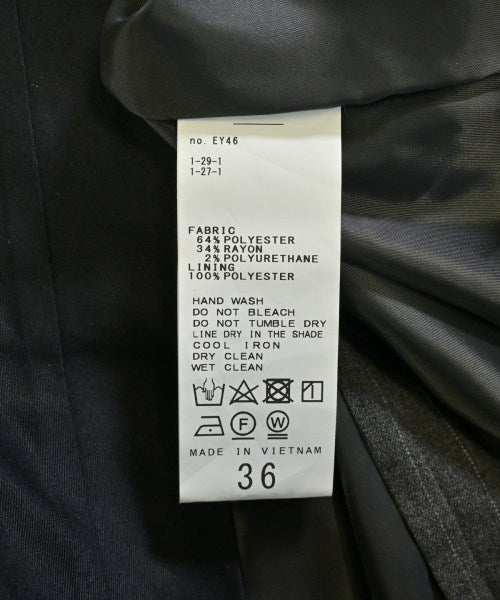 no. EY46
1-29-1
1-27-1
FABRIC
64% POLYESTER
34% RAYON
2% POLYURETHANE
LINING
100% POLYESTER
HAND WASH
DO NOT BLEACH
DO NOT TUMBLE DRY
LINE DRY IN THE SHADE
COOL IRON
DRY CLEAN
WET CLEAN
F W
MADE IN VIETNAM
36